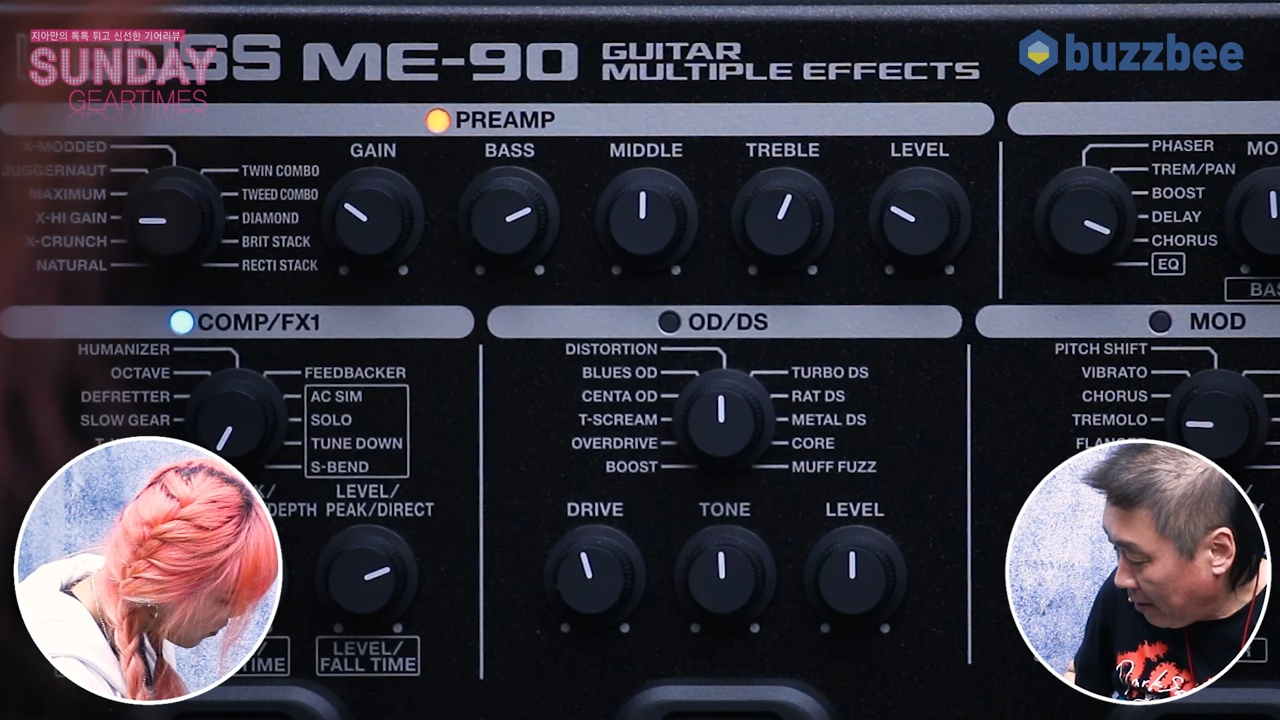 지아만의 톡톡 튀고 신선한 기어리뷰
SUNDAY
GEARTIMES
BOSS ME-90
GUITAR
MULTIPLE EFFECTS
buzzbee
PREAMP
X-MODDED
JUGGERNAUT
MAXIMUM
X-HI GAIN
X-CRUNCH
NATURAL
TWIN COMBO
TWEED COMBO
DIAMOND
BRIT STACK
RECTI STACK
GAIN
BASS
MIDDLE
TREBLE
LEVEL
PHASER
TREM/PAN
BOOST
DELAY
CHORUS
EQ
COMP/FX1
HUMANIZER
OCTAVE
DEFRETTER
SLOW GEAR
FEEDBACKER
AC SIM
SOLO
TUNE DOWN
S-BEND
DEPTH
LEVEL/
PEAK/DIRECT
TIME
LEVEL/
FALL TIME
OD/DS
DISTORTION
BLUES OD
CENTA OD
T-SCREAM
OVERDRIVE
BOOST
TURBO DS
RAT DS
METAL DS
CORE
MUFF FUZZ
DRIVE
TONE
LEVEL
MOD
PITCH SHIFT
VIBRATO
CHORUS
TREMOLO
FLANGER